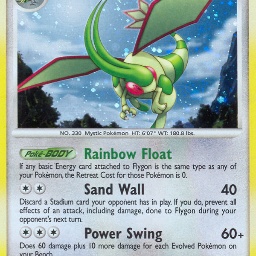 NO. 330 Mystic Pokémon HT: 6'07" WT: 180.8 lbs.
Poké-BODY Rainbow Float
If any basic Energy card attached to Flygon is the same type as any of
your Pokémon, the Retreat Cost for those Pokémon is 0.
Sand Wall 40
Discard a Stadium card your opponent has in play. If you do, prevent all
effects of an attack, including damage, done to Flygon during your
opponent's next turn.
Power Swing 60+
Does 60 damage plus 10 more damage for each Evolved Pokémon on
your Bench.